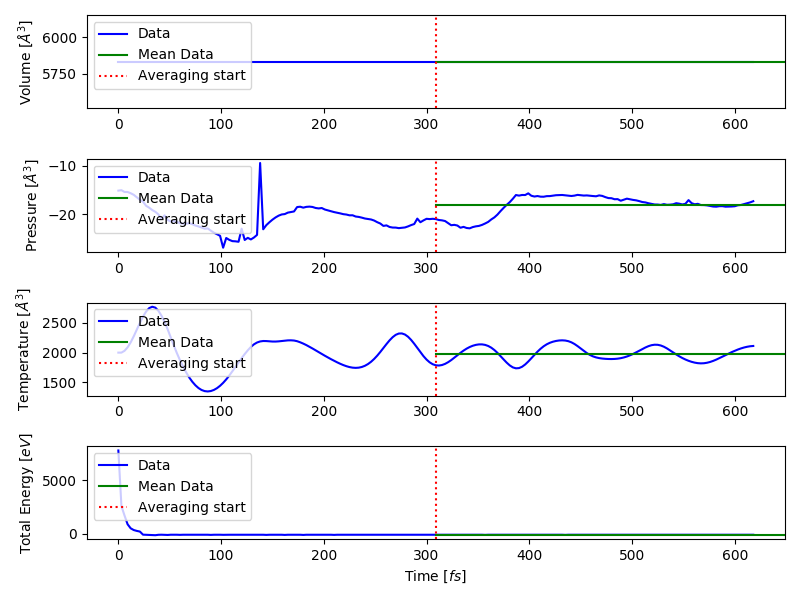 Volume [Å³]
6000
5750
Data
Mean Data
Averaging start
0 100 200 300 400 500 600
Pressure [Å³]
−10
−20
Data
Mean Data
Averaging start
0 100 200 300 400 500 600
Temperature [Å³]
2500
2000
1500
Data
Mean Data
Averaging start
0 100 200 300 400 500 600
Total Energy [eV]
5000
0
Data
Mean Data
Averaging start
0 100 200 300 400 500 600
Time [fs]